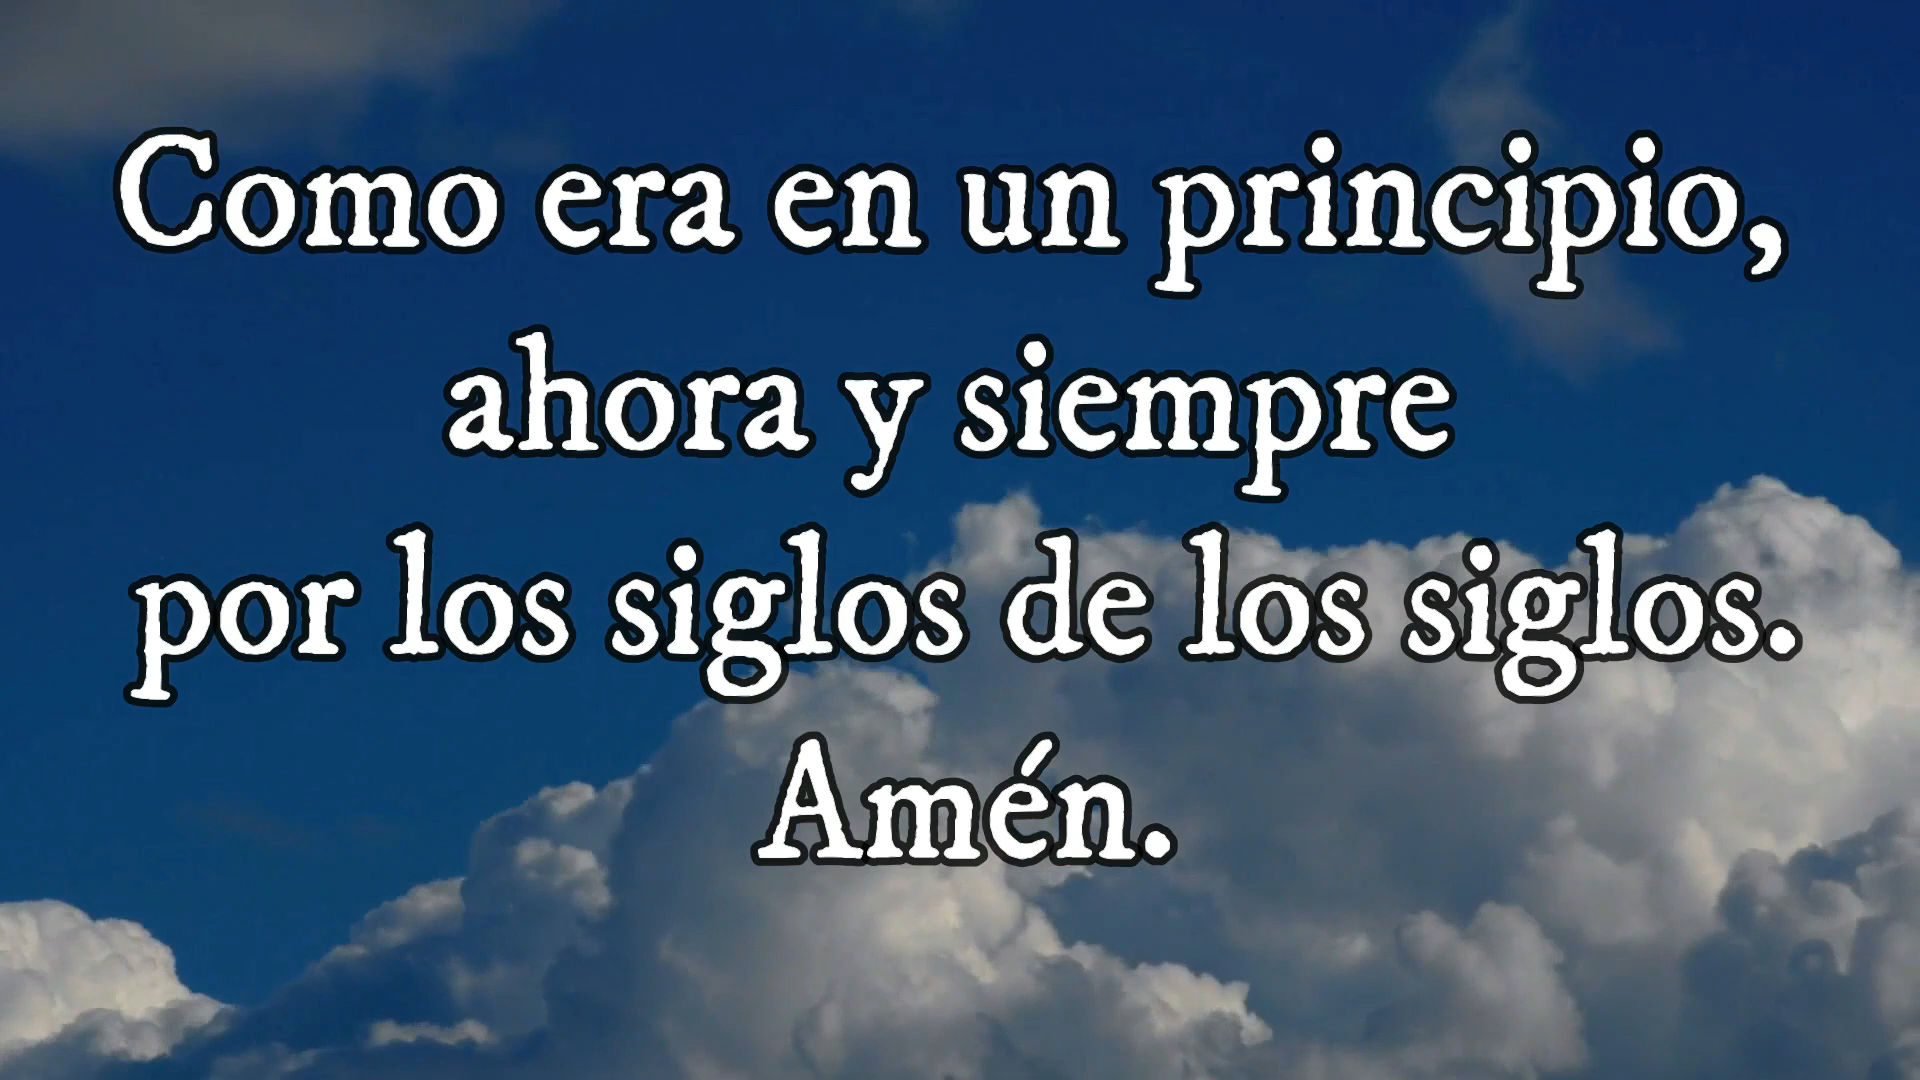 Como era en un principio,
ahora y siempre
por los siglos de los siglos.
Amén.